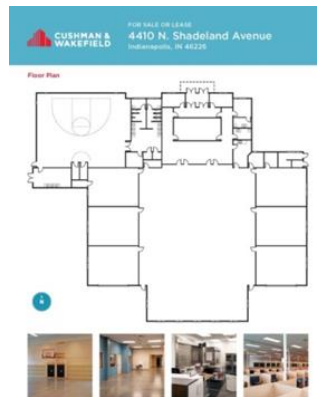 CUSHMAN &
WAKEFIELD
FOR SALE OR LEASE
4410 N. Shadeland Avenue
Indianapolis, IN 46226
Floor Plan